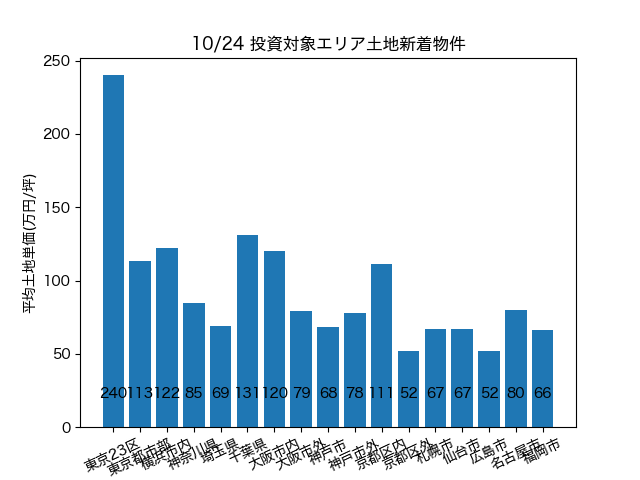 10/24 投資対象エリア土地新着物件
平均土地単価(万円/坪)
250
200
150
100
50
0
240 113 122 85 69 131 120 79 68 78 111 52 67 67 52 80 66
東京23区
東京都市部
横浜市内
神奈川県
埼玉県
千葉県
大阪市内
大阪市外
神戸市
神戸市外
京都区内
京都区外
札幌市
仙台市
広島市
名古屋市
福岡市